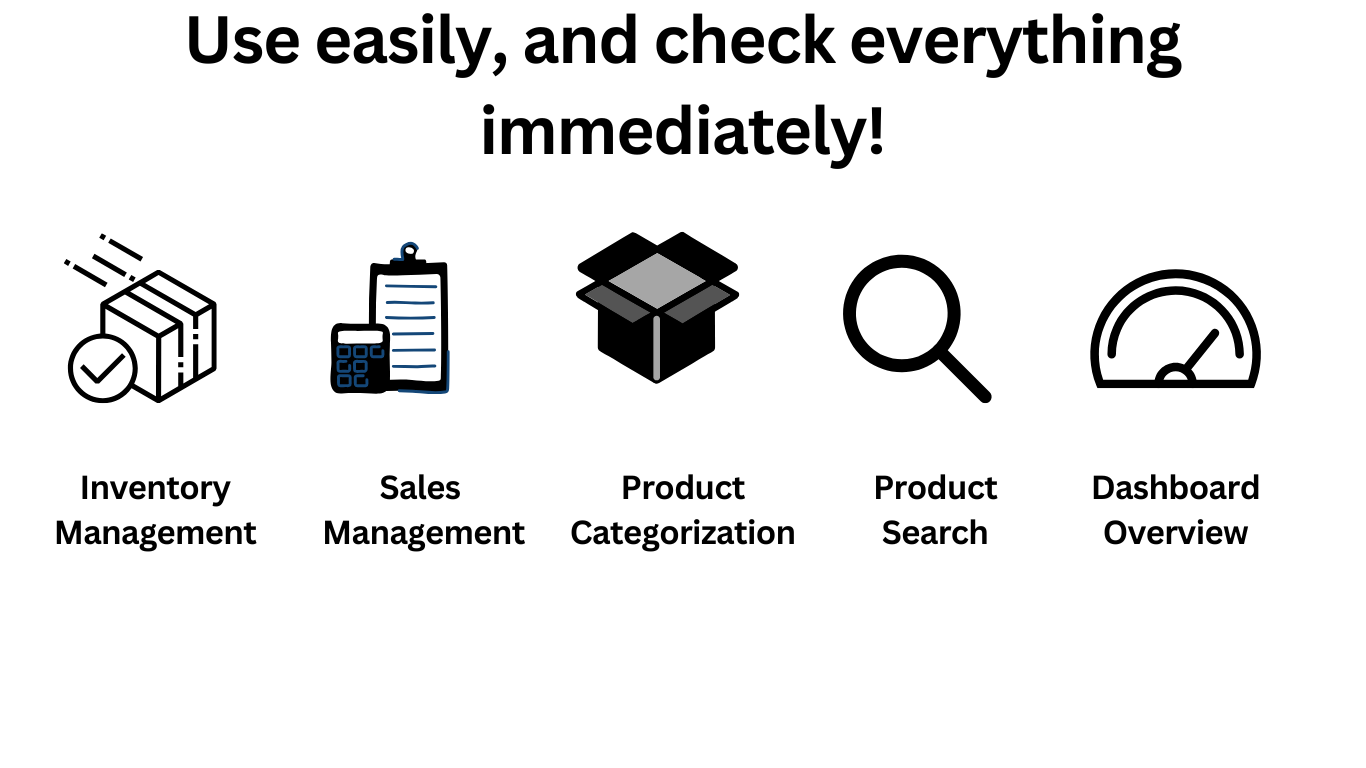 Use easily, and check everything
immediately!
Inventory
Management
Sales
Management
Product
Categorization
Product
Search
Dashboard
Overview